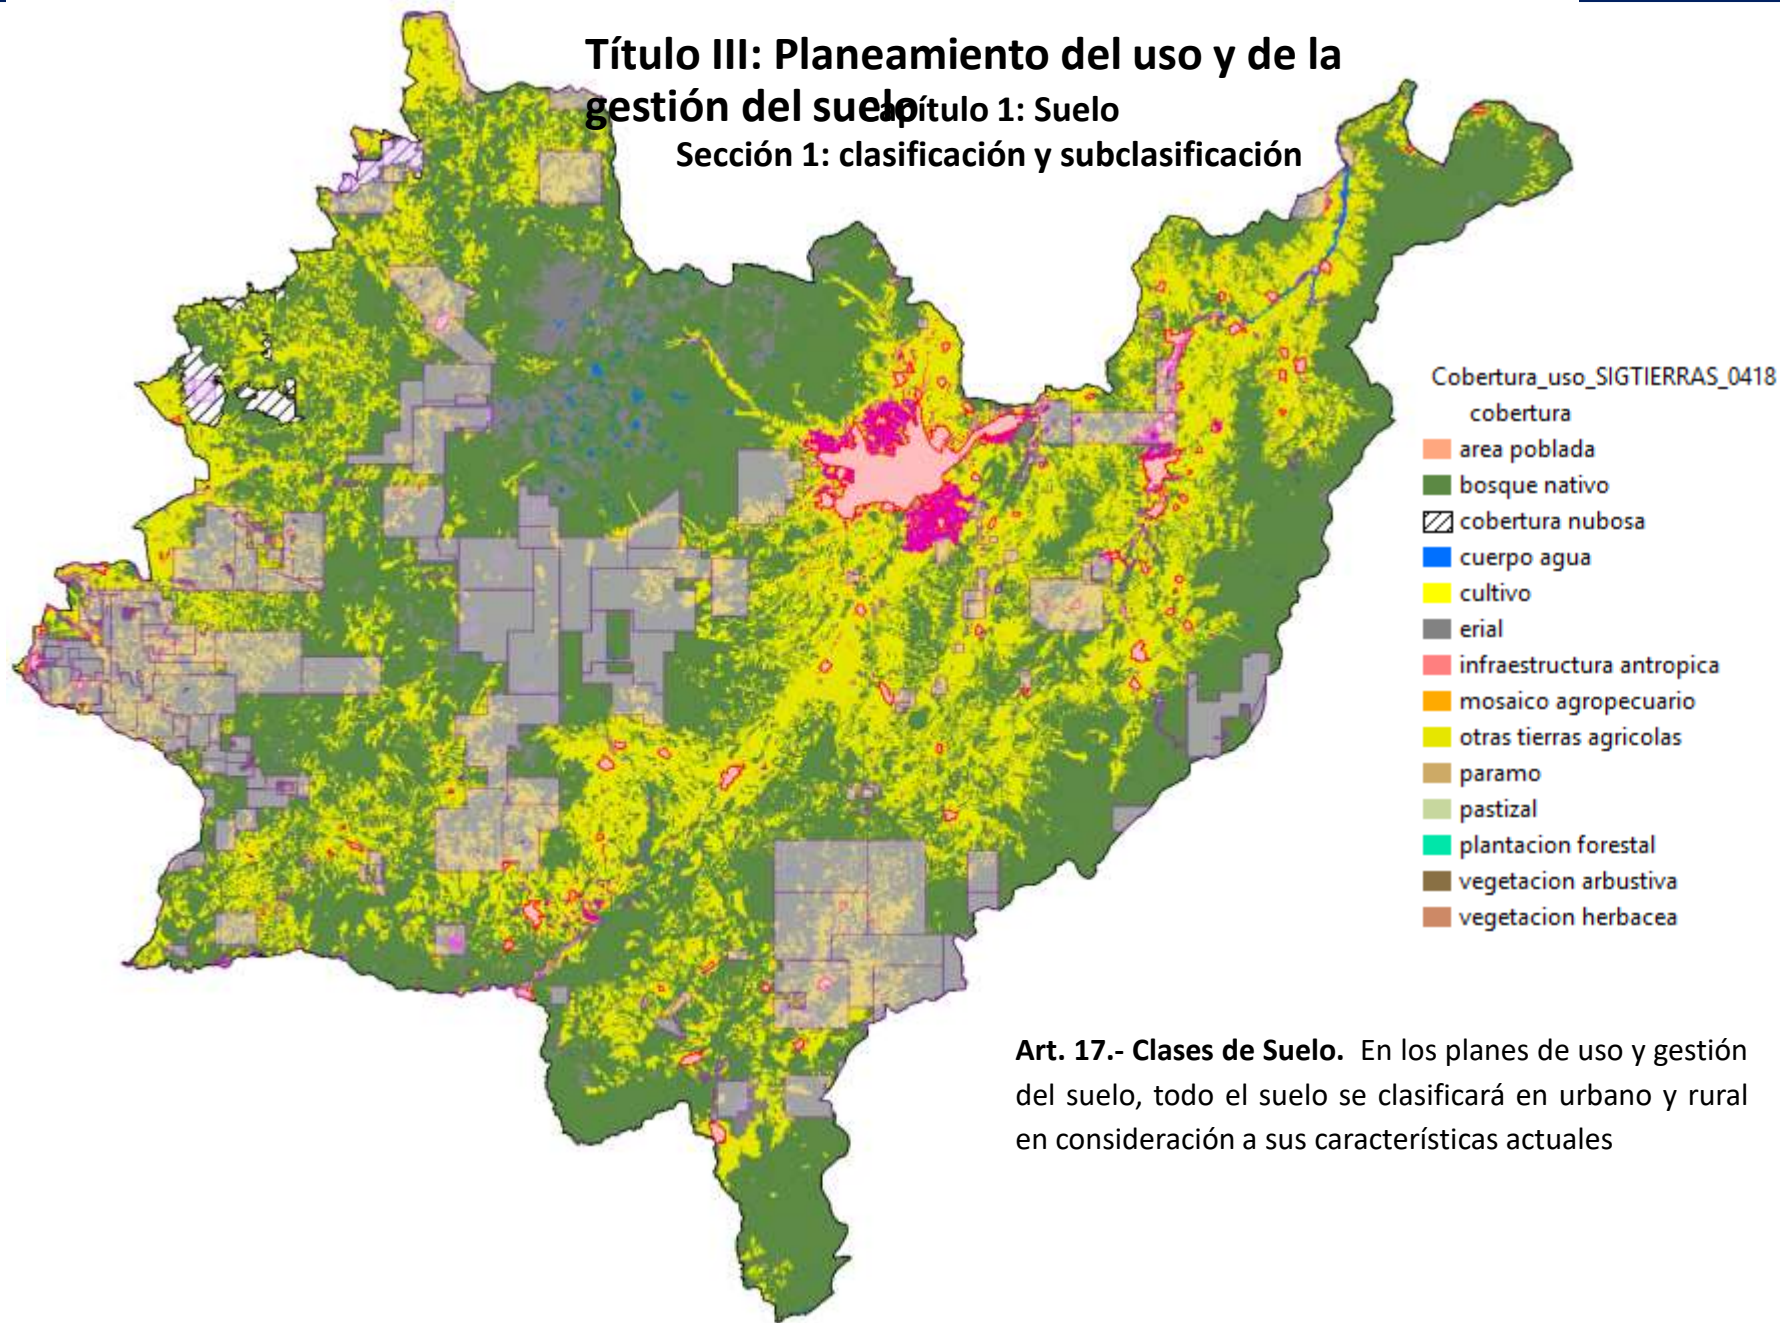 Título III: Planeamiento del uso y de la
gestión del suelo
apítulo 1: Suelo
Sección 1: clasificación y subclasificación
Cobertura_uso_SIGTIERRAS_0418
cobertura
area poblada
bosque nativo
cobertura nubosa
cuerpo agua
cultivo
erial
infraestructura antropica
mosaico agropecuario
otras tierras agricolas
paramo
pastizal
plantacion forestal
vegetacion arbustiva
vegetacion herbacea
Art. 17.- Clases de Suelo. En los planes de uso y gestión
del suelo, todo el suelo se clasificará en urbano y rural
en consideración a sus características actuales